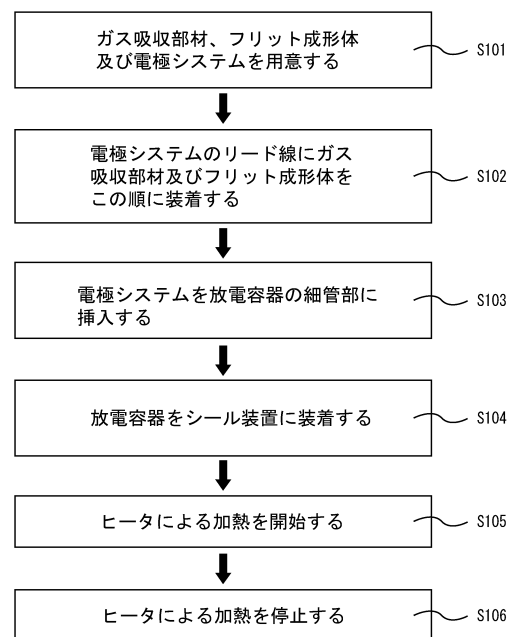 ガス吸収部材、フリット成形体
及び電極システムを用意する
S101
電極システムのリード線にガス
吸収部材及びフリット成形体を
この順に装着する
S102
電極システムを放電容器の細管部に
挿入する
S103
放電容器をシール装置に装着する
S104
ヒータによる加熱を開始する
S105
ヒータによる加熱を停止する
S106